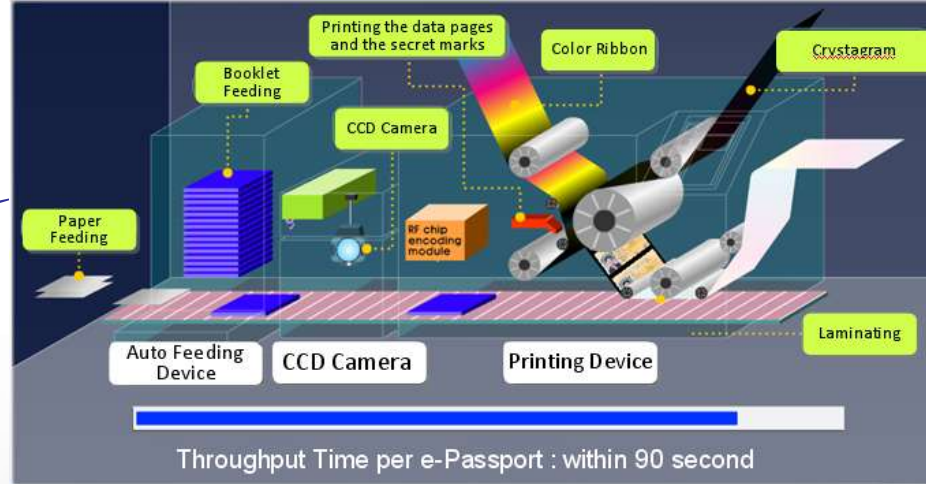 Printing the data pages
and the secret marks
Color Ribbon
Crystagram
Booklet
Feeding
CCD Camera
Paper
Feeding
RF chip
encoding
module
Laminating
Auto Feeding
Device
CCD Camera
Printing Device
Throughput Time per e-Passport : within 90 second